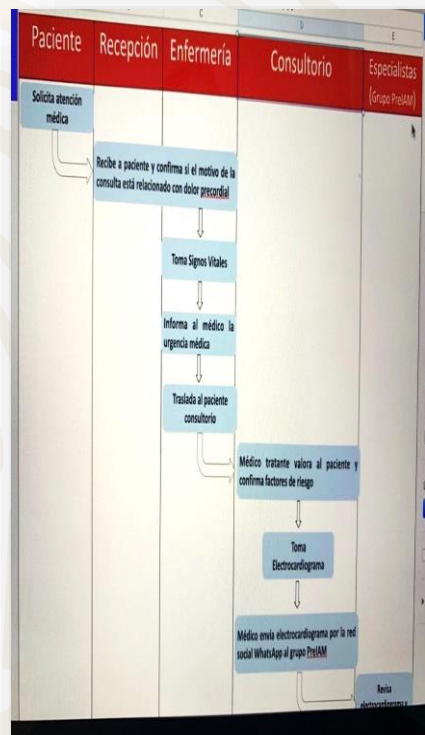 C
D
E
Paciente
Recepción
Enfermería
Consultorio
Especialistas
(Grupo PreIAM)
Solicita atención
médica
Recibe a paciente y confirma si el motivo de la
consulta está relacionado con dolor precordial
Toma Signos Vitales
Informa al médico la
urgencia médica
Traslada al paciente
consultorio
Médico tratante valora al paciente y
confirma factores de riesgo
Toma
Electrocardiograma
Médico envía electrocardiograma por la red
social WhatsApp al grupo PreIAM
Revisa
electrocardiograma y